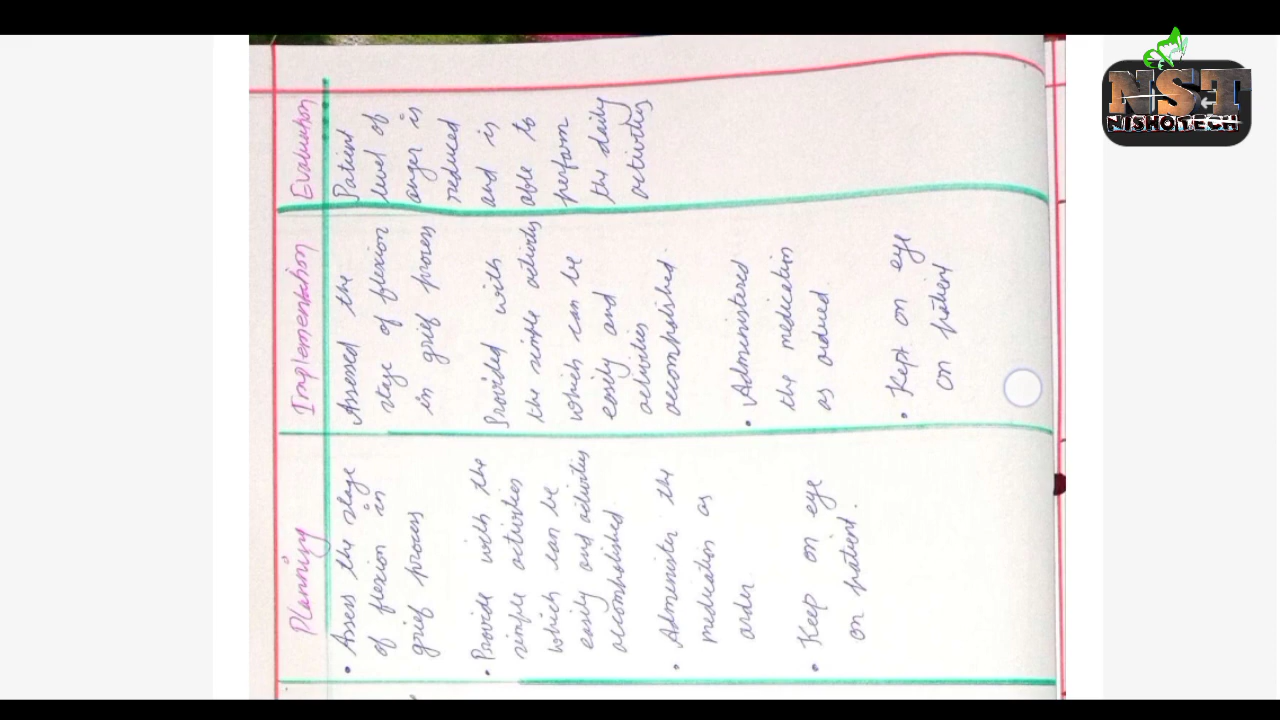 Planning
• Assess the stage
of flexion in
grief process
• Provide with the
simple activities
which can be
easily and activities
accomplished
• Administer the
medication as
order
• Keep on eye
on patient.
Implementation
Assessed the
stage of flexion
in grief process
Provided with
the simple activity
which can be
easily and
activities
accomplished.
• Administered
the medication
as ordered
• Kept on eye
on patient
Evaluation
Patient
level of
anger is
reduced
and is
able to
perform
the daily
activities
NST
NISHOTECH